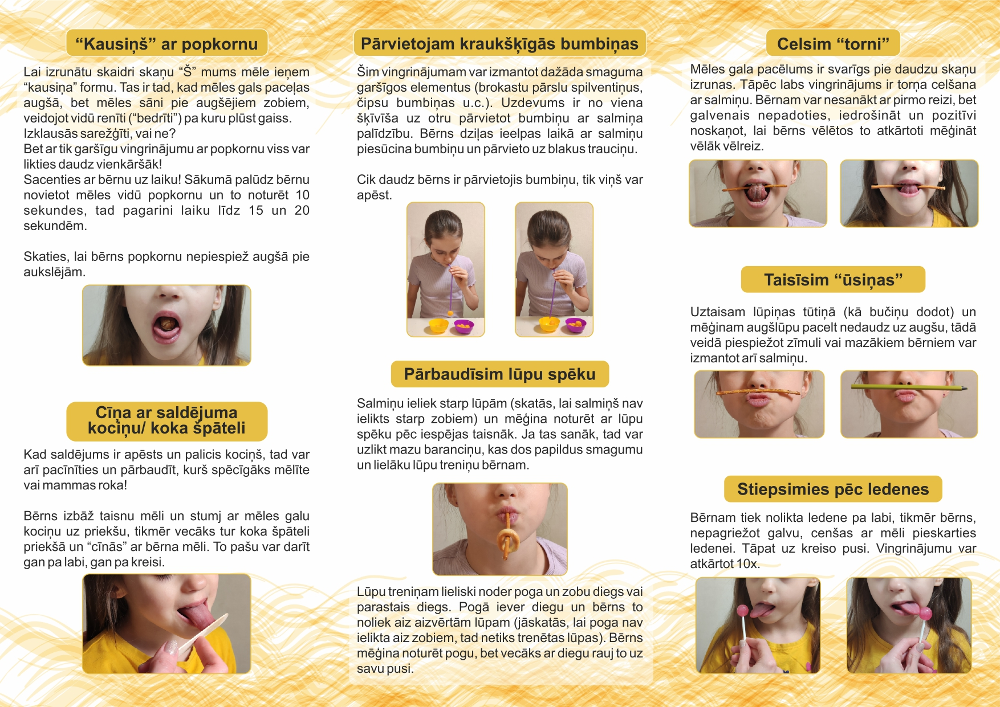 “Kausiņš” ar popkornu
Lai izrunātu skaidri skaņu “Š” mums mēle ieņem
“kausiņa” formu. Tas ir tad, kad mēles gals paceļas
augšā, bet mēles sāni pie augšējiem zobiem,
veidojot vidū renīti (“bedrīti”) pa kuru plūst gaiss.
Izklausās sarežģīti, vai ne?
Bet ar tik garšīgu vingrinājumu ar popkornu viss var
likties daudz vienkāršāk!
Sacenties ar bērnu uz laiku! Sākumā palūdz bērnu
novietot mēles vidū popkornu un to noturēt 10
sekundes, tad pagarini laiku līdz 15 un 20
sekundēm.
Skaties, lai bērns popkornu nepiespiež augšā pie
aukslējām.
Cīņa ar saldējuma
kociņu/ koka špāteli
Kad saldējums ir apēsts un palicis kociņš, tad var
arī pacīnīties un pārbaudīt, kurš spēcīgāks mēlīte
vai mammas roka!
Bērns izbāž taisnu mēli un stumj ar mēles galu
kociņu uz priekšu, tikmēr vecāks tur koka špāteli
priekšā un “cīnās” ar bērna mēli. To pašu var darīt
gan pa labi, gan pa kreisi.
Pārvietojam kraukšķīgās bumbiņas
Šim vingrinājumam var izmantot dažāda smaguma
garšīgos elementus (brokastu pārslu spilventiņus,
čipsu bumbiņas u.c.). Uzdevums ir no viena
šķīvīša uz otru pārvietot bumbiņu ar salmiņa
palīdzību. Bērns dziļas ieelpas laikā ar salmiņu
piesūcina bumbiņu un pārvieto uz blakus trauciņu.
Cik daudz bērns ir pārvietojis bumbiņu, tik viņš var
apēst.
Pārbaudīsim lūpu spēku
Salmiņu ieliek starp lūpām (skatās, lai salmiņš nav
ielikts starp zobiem) un mēģina noturēt ar lūpu
spēku pēc iespējas taisnāk. Ja tas sanāk, tad var
uzlikt mazu baranciņu, kas dos papildus smagumu
un lielāku lūpu treniņu bērnam.
Lūpu treniņam lieliski noder poga un zobu diegs vai
parastais diegs. Pogā iever diegu un bērns to
noliek aiz aizvērtām lūpam (jāskatās, lai poga nav
ielikta aiz zobiem, tad netiks trenētas lūpas). Bērns
mēģina noturēt pogu, bet vecāks ar diegu rauj to uz
savu pusi.
Celsim “torni”
Mēles gala pacēlums ir svarīgs pie daudzu skaņu
izrunas. Tāpēc labs vingrinājums ir torņa celšana
ar salmiņu. Bērnam var nesanākt ar pirmo reizi, bet
galvenais nepadoties, iedrošināt un pozitīvi
noskaņot, lai bērns vēlētos to atkārtoti mēģināt
vēlāk vēlreiz.
Taisīsim “ūsiņas”
Uztaisam lūpiņas tūtiņā (kā bučiņu dodot) un
mēģinam augšlūpu pacelt nedaudz uz augšu, tādā
veidā piespiežot zīmuli vai mazākiem bērniem var
izmantot arī salmiņu.
Stiepsimies pēc ledenes
Bērnam tiek nolikta ledene pa labi, tikmēr bērns,
nepagriežot galvu, cenšas ar mēli pieskarties
ledenei. Tāpat uz kreiso pusi. Vingrinājumu var
atkārtot 10x.